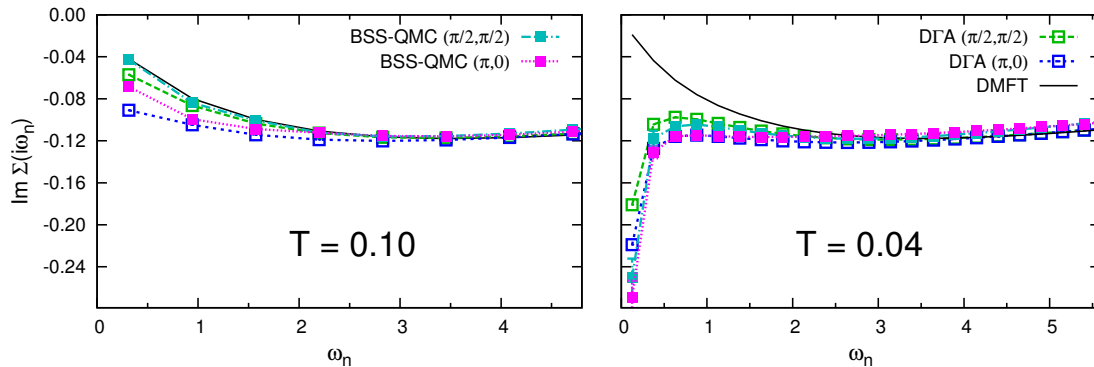 Im Σ(iωn)
-0.00
-0.04
-0.08
-0.12
-0.16
-0.20
-0.24
BSS-QMC (π/2,π/2)
BSS-QMC (π,0)
T = 0.10
0 1 2 3 4
ωn
DΓA (π/2,π/2)
DΓA (π,0)
DMFT
T = 0.04
0 1 2 3 4 5
ωn